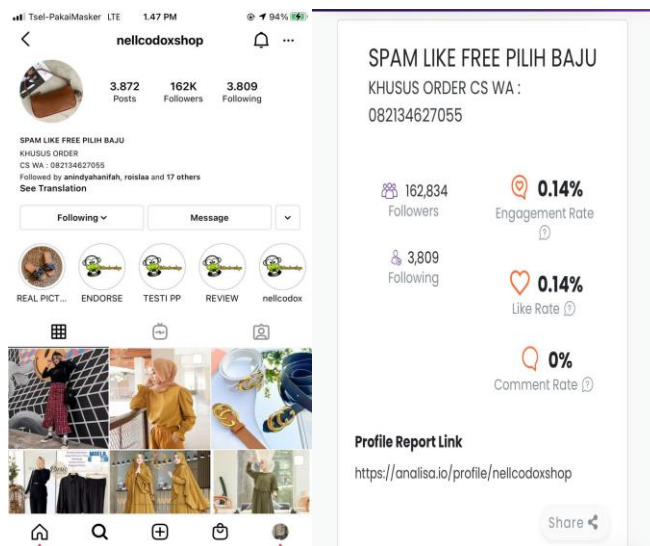 Tsel-PakaiMasker LTE 1.47 PM 94%
nellcodoxshop
3.872 162K 3.809
Posts Followers Following
SPAM LIKE FREE PILIH BAJU
KHUSUS ORDER
CS WA : 082134627055
Followed by anindyahanifah, roislaa and 17 others
See Translation
Following Message
REAL PICT... ENDORSE TESTI PP REVIEW nellcodox
SPAM LIKE FREE PILIH BAJU
KHUSUS ORDER CS WA :
082134627055
162,834
Followers
3,809
Following
0.14%
Engagement Rate
?
0.14%
Like Rate ?
0%
Comment Rate ?
Profile Report Link
https://analisa.io/profile/nellcodoxshop
Share